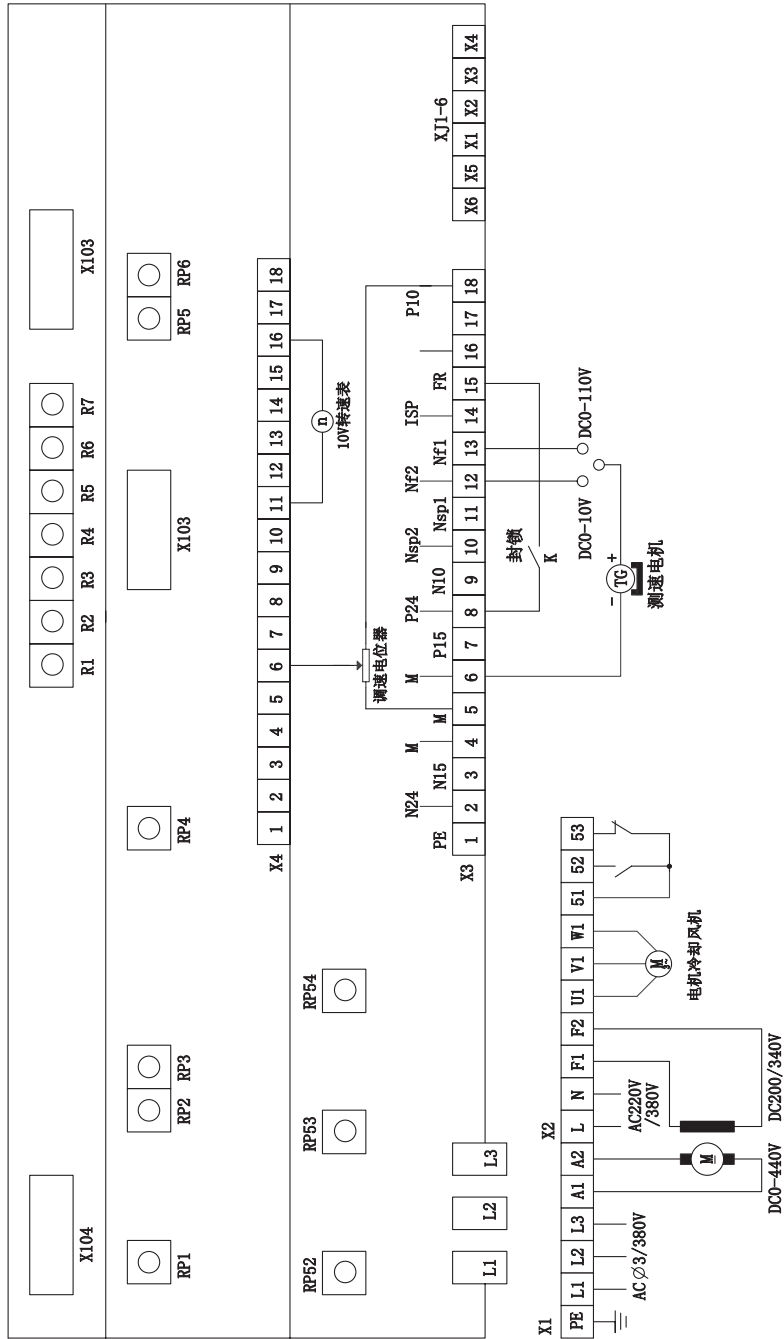 X104
R1 R2 R3 R4 R5 R6 R7
X103
X103
RP1
RP2 RP3
RP4
RP5 RP6
X4
1 2 3 4 5 6 7 8 9 10 11 12 13 14 15 16 17 18
n
10V转速表
调速电位器
RP52
RP53
RP54
L1
L2
L3
PE N24 N15 M M M P15 P24 N10 Nsp2 Nsp1 Nf2 Nf1 ISP FR P10
X3
1 2 3 4 5 6 7 8 9 10 11 12 13 14 15 16 17 18
XJ1-6
X6 X5 X1 X2 X3 X4
封锁
K
DC0-10V
DC0-110V
- TG +
测速电机
X1
X2
PE L1 L2 L3 A1 A2 L N F1 F2 U1 V1 W1 51 52 53
AC∅3/380V
AC220V
/380V
M
M
3~
电机冷却风机
DC0-440V
DC200/340V